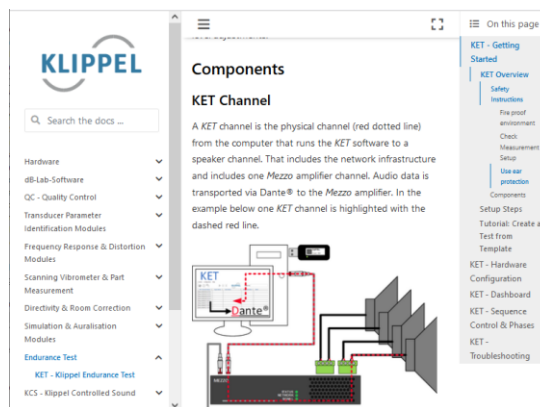 KLIPPEL
Search the docs ...
Hardware
dB-Lab-Software
QC - Quality Control
Transducer Parameter
Identification Modules
Frequency Response & Distortion
Modules
Scanning Vibrometer & Part
Measurement
Directivity & Room Correction
Simulation & Auralisation
Modules
Endurance Test
KET - Klippel Endurance Test
KCS - Klippel Controlled Sound
Components
KET Channel
A KET channel is the physical channel (red dotted line)
from the computer that runs the KET software to a
speaker channel. That includes the network infrastructure
and includes one Mezzo amplifier channel. Audio data is
transported via Dante® to the Mezzo amplifier. In the
example below one KET channel is highlighted with the
dashed red line.
KET
Dante®
MEZZO
On this page
KET - Getting
Started
KET Overview
Safety
Instructions
Fire proof
environment
Check
Measurement
Setup
Use ear
protection
Components
Setup Steps
Tutorial: Create a
Test from
Template
KET - Hardware
Configuration
KET - Dashboard
KET - Sequence
Control & Phases
KET -
Troubleshooting